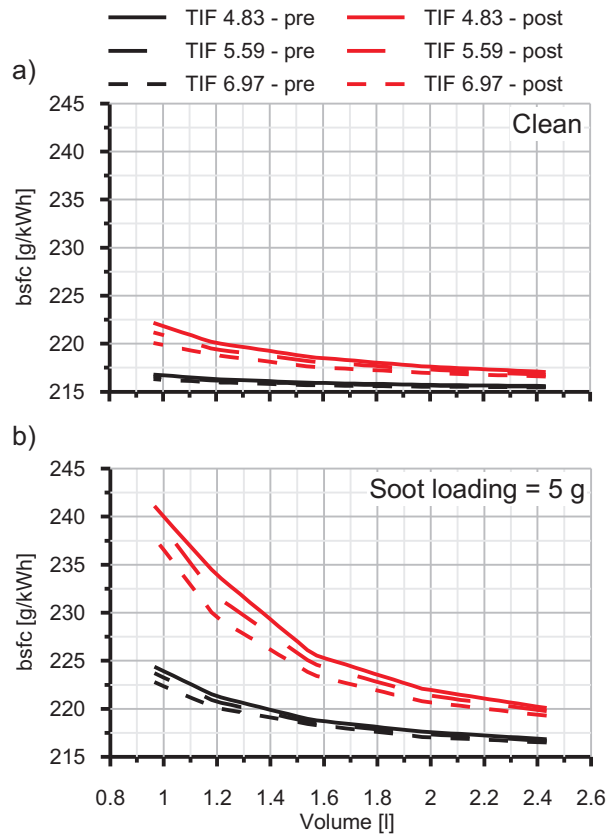 TIF 4.83 - pre TIF 4.83 - post
TIF 5.59 - pre TIF 5.59 - post
TIF 6.97 - pre TIF 6.97 - post
a)
Clean
245
240
235
230
225
220
215
bsfc [g/kWh]
b)
Soot loading = 5 g
245
240
235
230
225
220
215
bsfc [g/kWh]
0.8 1 1.2 1.4 1.6 1.8 2 2.2 2.4 2.6
Volume [l]